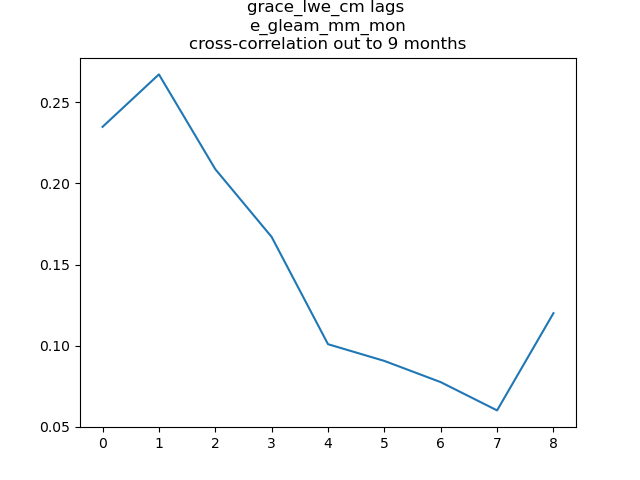 grace_lwe_cm lags
e_gleam_mm_mon
cross-correlation out to 9 months
0.25
0.20
0.15
0.10
0.05
0 1 2 3 4 5 6 7 8